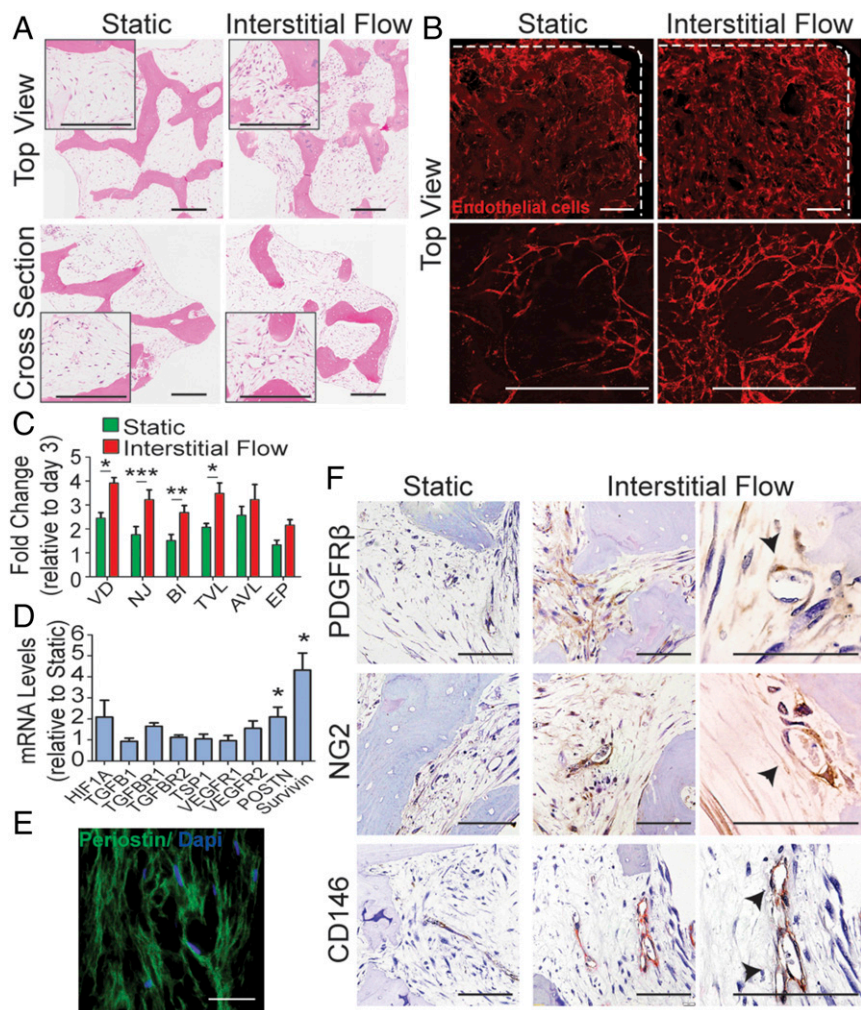 A
Static
Interstitial Flow
Top View
Cross Section
B
Static
Interstitial Flow
Top View
Endothelial cells
C
Static
Interstitial Flow
Fold Change
(relative to day 3)
5
4
3
2
1
0
* *** ** *
VD NJ BI TVL AVL EP
D
mRNA Levels
(relative to Static)
6
5
4
3
2
1
0
* *
HIF1A TGFB1 TGFBR1 TGFBR2 TSP1 VEGFR1 VEGFR2 POSTN Survivin
E
Periostin/ Dapi
F
Static
Interstitial Flow
PDGFRβ
NG2
CD146